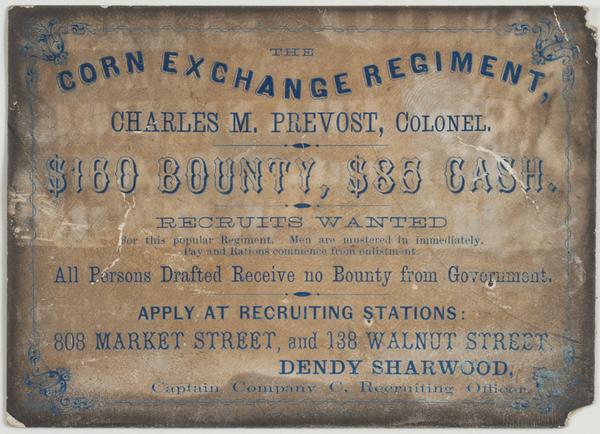 THE
CORN EXCHANGE REGIMENT,
CHARLES M. PREVOST, COLONEL.
$160 BOUNTY, $85 CASH.
RECRUITS WANTED
For this popular Regiment. Men are mustered in immediately.
Pay and Rations commence from enlistment
All Persons Drafted Receive no Bounty from Government.
APPLY AT RECRUITING STATIONS:
808 MARKET STREET, and 138 WALNUT STREET.
DENDY SHARWOOD,
Captain Company C. Recruiting Officer.